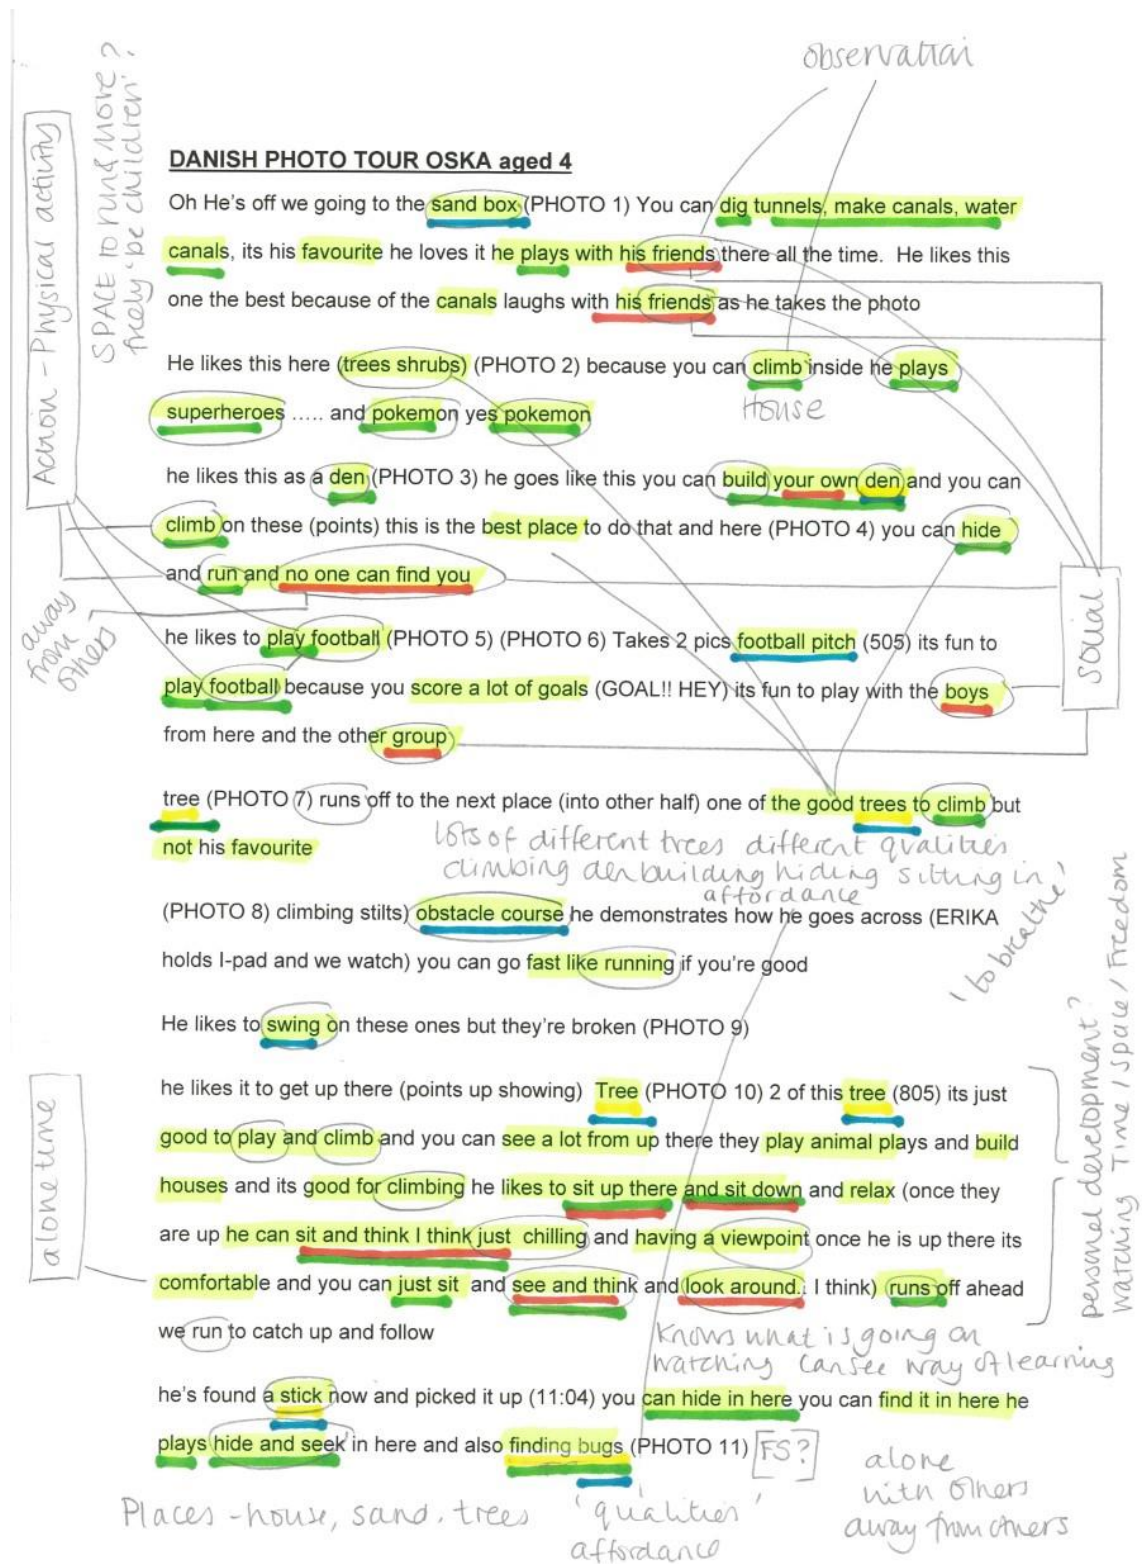 observation
Action - Physical activity
SPACE to run & more?
freely 'be children'
DANISH PHOTO TOUR OSKA aged 4
Oh He's off we going to the sand box (PHOTO 1) You can dig tunnels, make canals, water
canals, its his favourite he loves it he plays with his friends there all the time. He likes this
one the best because of the canals laughs with his friends as he takes the photo
He likes this here (trees shrubs) (PHOTO 2) because you can climb inside he plays
House
superheroes ..... and pokemon yes pokemon
he likes this as a den (PHOTO 3) he goes like this you can build your own den and you can
climb on these (points) this is the best place to do that and here (PHOTO 4) you can hide
and run and no one can find you
away
from
others
social
he likes to play football (PHOTO 5) (PHOTO 6) Takes 2 pics football pitch (505) its fun to
play football because you score a lot of goals (GOAL!! HEY) its fun to play with the boys
from here and the other group
tree (PHOTO 7) runs off to the next place (into other half) one of the good trees to climb but
not his favourite
lots of different trees different qualities
climbing denbuilding hiding sitting in
affordance
(PHOTO 8) climbing stilts) obstacle course he demonstrates how he goes across (ERIKA
holds I-pad and we watch) you can go fast like running if you're good
'to breathe'
He likes to swing on these ones but they're broken (PHOTO 9)
he likes it to get up there (points up showing) Tree (PHOTO 10) 2 of this tree (805) its just
good to play and climb and you can see a lot from up there they play animal plays and build
houses and its good for climbing he likes to sit up there and sit down and relax (once they
are up he can sit and think I think just chilling and having a viewpoint once he is up there its
comfortable and you can just sit and see and think and look around. I think) runs off ahead
we run to catch up and follow
alone time
personal development?
watching Time / space / Freedom
Knows what is going on
watching can see way of learning
he's found a stick now and picked it up (11:04) you can hide in here you can find it in here he
plays hide and seek in here and also finding bugs (PHOTO 11) [FS?]
alone
with others
away from others
Places - house, sand, trees
'qualities'
affordance